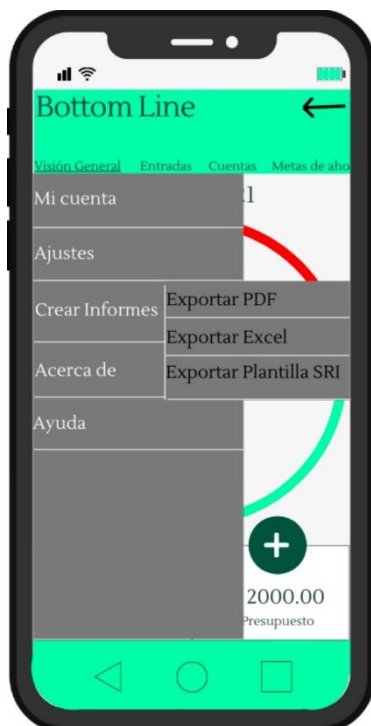 Bottom Line
Visión General Entradas Cuentas Metas de aho
Mi cuenta
Ajustes
Crear Informes
Exportar PDF
Exportar Excel
Exportar Plantilla SRI
Acerca de
Ayuda
2000.00
Presupuesto